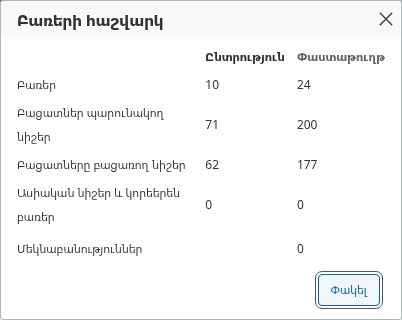 Բառերի հաշվարկ
Ընտրություն Փաստաթուղթ
Բառեր 10 24
Բացատներ պարունակող
նիշեր 71 200
Բացատները բացառող նիշեր 62 177
Ասիական նիշեր և կորեերեն
բառեր 0 0
Մեկնաբանություններ 0
Փակել